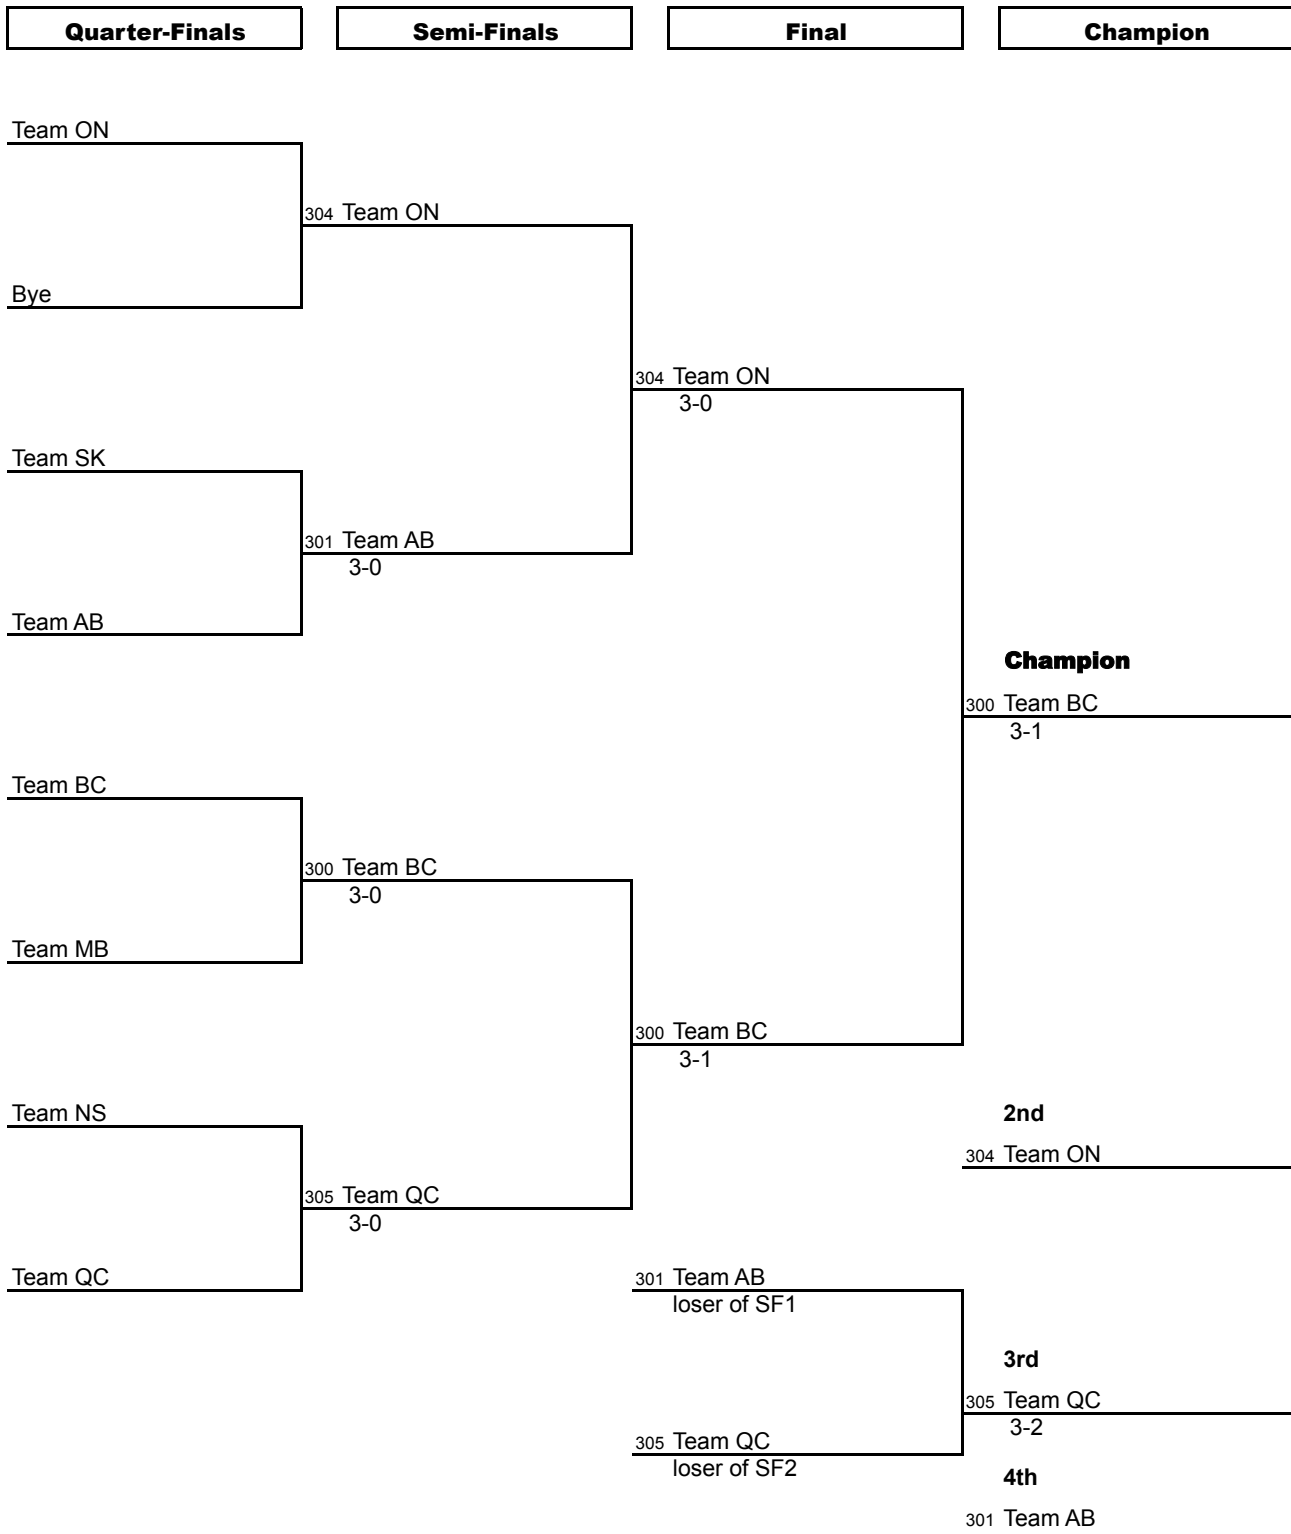 Quarter-Finals Semi-Finals Final Champion
Team ON
304 Team ON
Bye
304 Team ON
3-0
Team SK
301 Team AB
3-0
Team AB
Champion
300 Team BC
3-1
Team BC
300 Team BC
3-0
Team MB
300 Team BC
3-1
Team NS
2nd
304 Team ON
305 Team QC
3-0
Team QC
301 Team AB
loser of SF1
3rd
305 Team QC
3-2
305 Team QC
loser of SF2
4th
301 Team AB